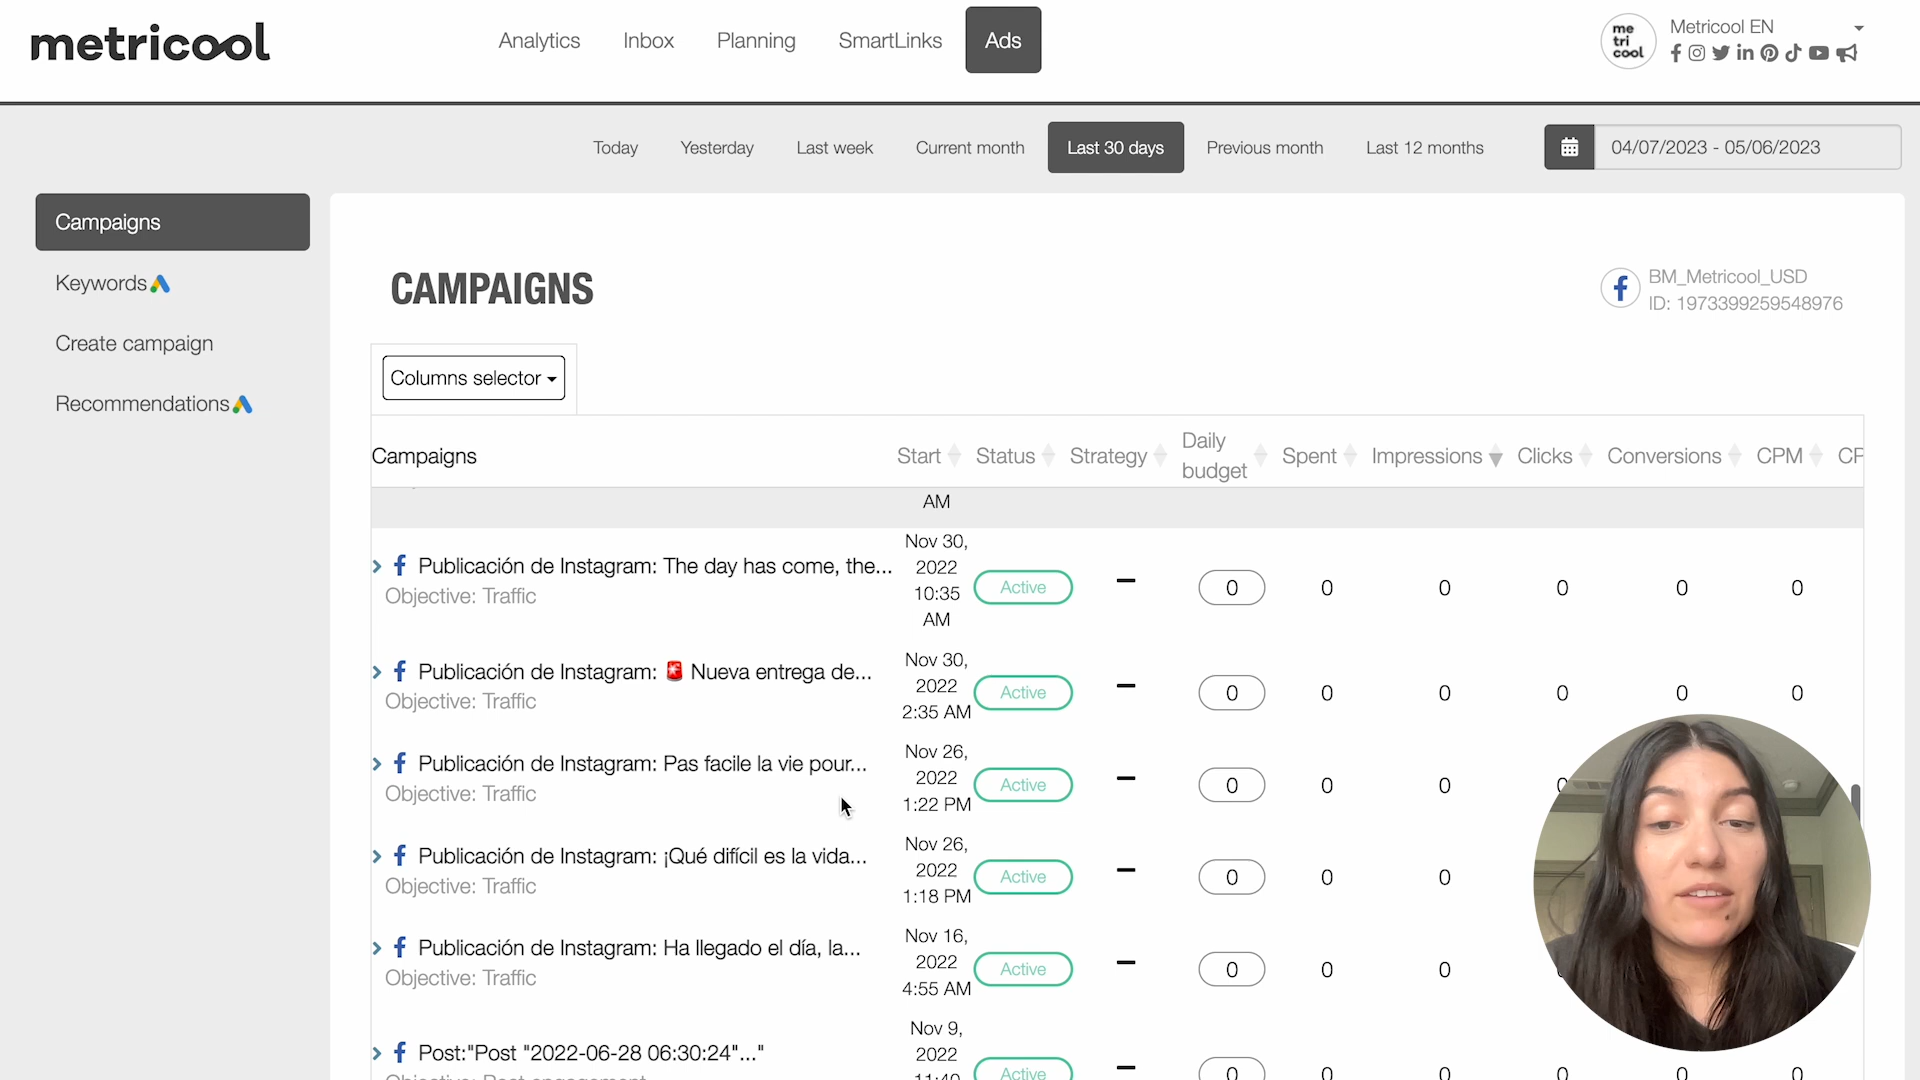 metricool
Analytics
Inbox
Planning
SmartLinks
Ads
me
tri
cool
Metricool EN
Today
Yesterday
Last week
Current month
Last 30 days
Previous month
Last 12 months
04/07/2023 - 05/06/2023
Campaigns
Keywords
Create campaign
Recommendations
CAMPAIGNS
BM_Metricool_USD
ID: 1973399259548976
Columns selector
Campaigns
Start
Status
Strategy
Daily
budget
Spent
Impressions
Clicks
Conversions
CPM
CP
AM
Publicación de Instagram: The day has come, the...
Objective: Traffic
Nov 30,
2022
10:35
AM
Active
–
0
0
0
0
0
0
Publicación de Instagram: 🚨 Nueva entrega de...
Objective: Traffic
Nov 30,
2022
2:35 AM
Active
–
0
0
0
0
0
0
Publicación de Instagram: Pas facile la vie pour...
Objective: Traffic
Nov 26,
2022
1:22 PM
Active
–
0
0
0
Publicación de Instagram: ¡Qué difícil es la vida...
Objective: Traffic
Nov 26,
2022
1:18 PM
Active
–
0
0
0
Publicación de Instagram: Ha llegado el día, la...
Objective: Traffic
Nov 16,
2022
4:55 AM
Active
–
0
0
0
Post:"Post "2022-06-28 06:30:24"..."
Objective: Post engagement
Nov 9,
2022
11:40
Active
–
0
0
0
0
0
0